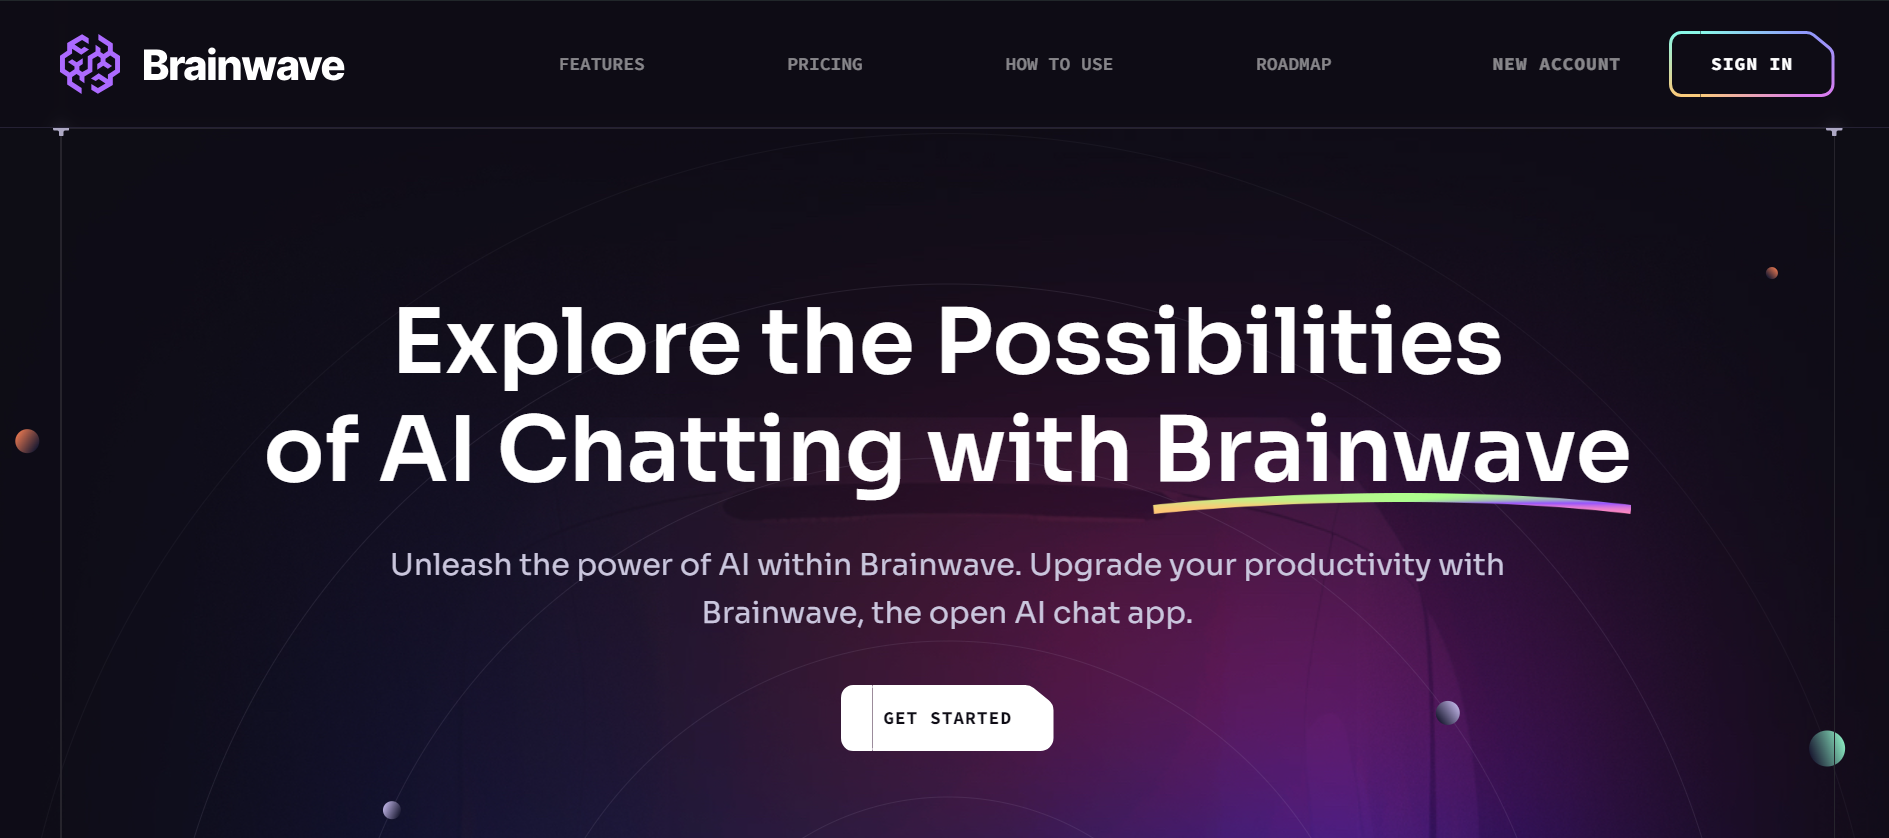 Brainwave
FEATURES
PRICING
HOW TO USE
ROADMAP
NEW ACCOUNT
SIGN IN
Explore the Possibilities
of AI Chatting with Brainwave
Unleash the power of AI within Brainwave. Upgrade your productivity with
Brainwave, the open AI chat app.
GET STARTED